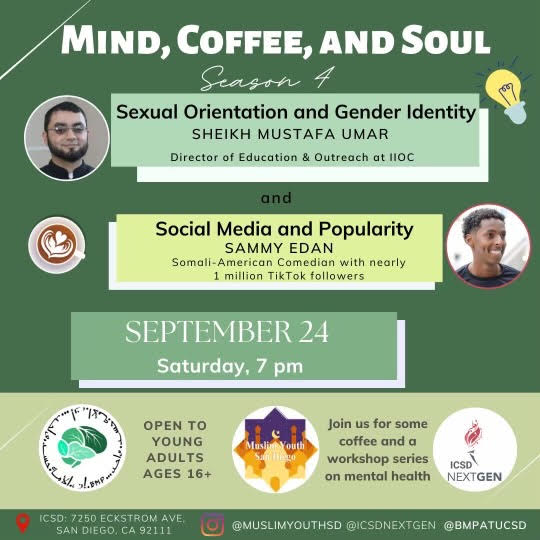 MIND, COFFEE, AND SOUL
Season 4
Sexual Orientation and Gender Identity
SHEIKH MUSTAFA UMAR
Director of Education & Outreach at IIOC
and
Social Media and Popularity
SAMMY EDAN
Somali-American Comedian with nearly
1 million TikTok followers
SEPTEMBER 24
Saturday, 7 pm
OPEN TO
YOUNG
ADULTS
AGES 16+
Muslim Youth
San Diego
Join us for some
coffee and a
workshop series
on mental health
ICSD
NEXTGEN
ICSD: 7250 ECKSTROM AVE,
SAN DIEGO, CA 92111
@MUSLIMYOUTHSD @ICSDNEXTGEN @BMPATUCSD